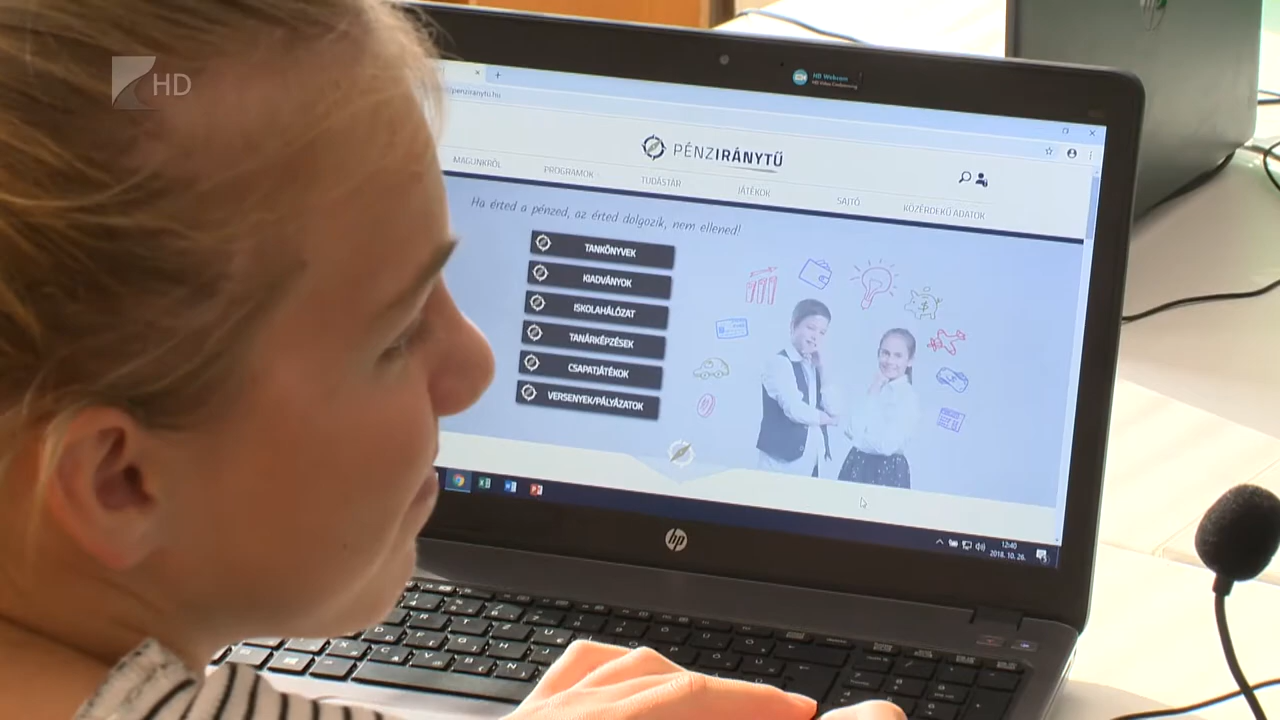 HD
HD Webcam
penziranytu.hu
PÉNZIRÁNYTŰ
MAGUNKRÓL PROGRAMOK TUDÁSTÁR JÁTÉKOK SAJTÓ KÖZÉRDEKŰ ADATOK
Ha érted a pénzed, az érted dolgozik, nem ellened!
TANKÖNYVEK
KIADVÁNYOK
ISKOLAHÁLÓZAT
TANÁRKÉPZÉSEK
CSAPATJÁTÉKOK
VERSENYEK/PÁLYÁZATOK
12:40
2018. 10. 26.
hp